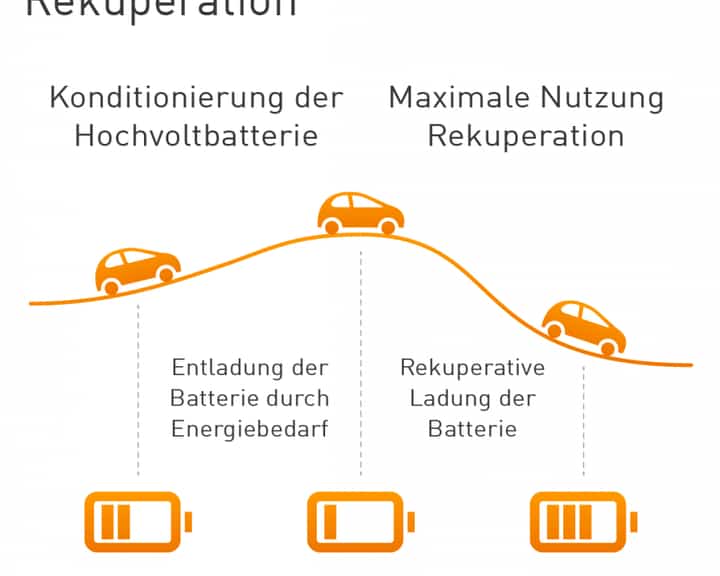 Rekuperation
Konditionierung der
Hochvoltbatterie
Maximale Nutzung
Rekuperation
Entladung der
Batterie durch
Energiebedarf
Rekuperative
Ladung der
Batterie